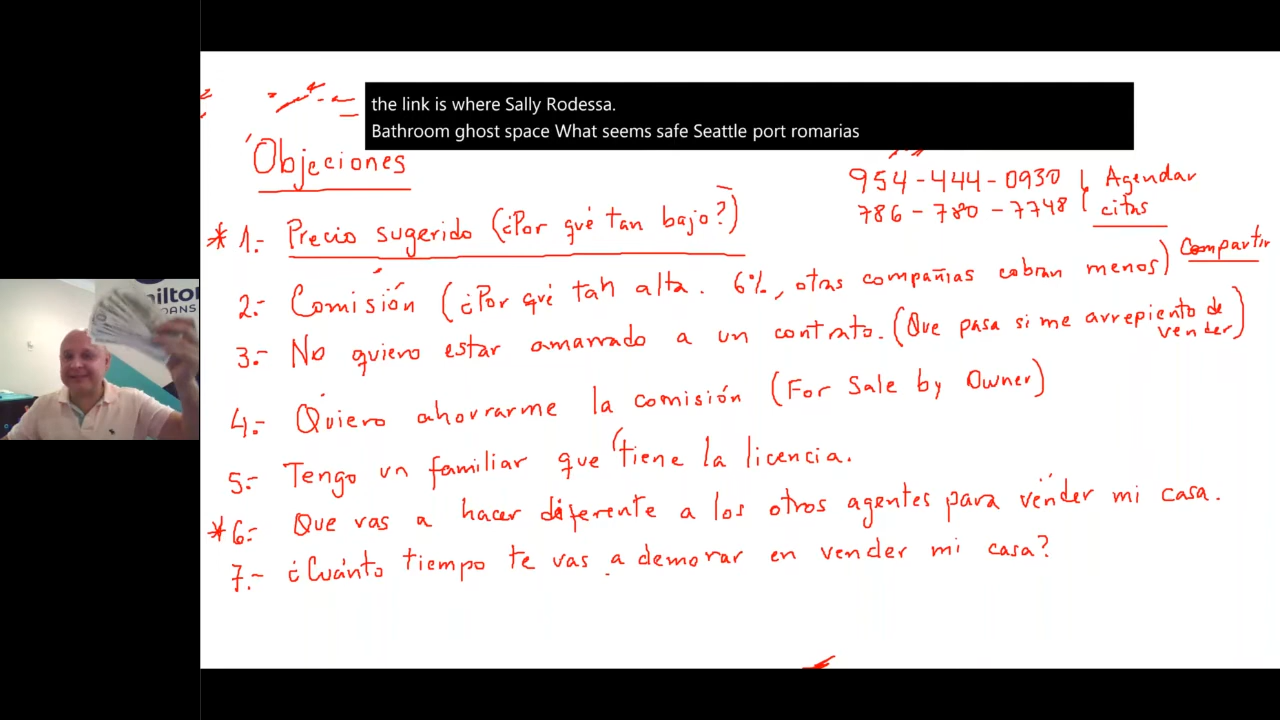 the link is where Sally Rodessa.
Bathroom ghost space What seems safe Seattle port romarias
Objeciones
954-444-0930 Agendar
786-780-7748 citas
* 1.- Precio sugerido (¿Por qué tan bajo?)
Compartir
2.- Comisión (¿Por qué tan alta. 6%, otras compañias cobran menos)
3.- No quiero estar amarrado a un contrato. (Que pasa si me arrepiento de vender)
4.- Quiero ahorrarme la comisión (For Sale by Owner)
5.- Tengo un familiar que tiene la licencia.
* 6.- Que vas a hacer diferente a los otros agentes para vender mi casa.
7.- ¿Cuánto tiempo te vas a demorar en vender mi casa?